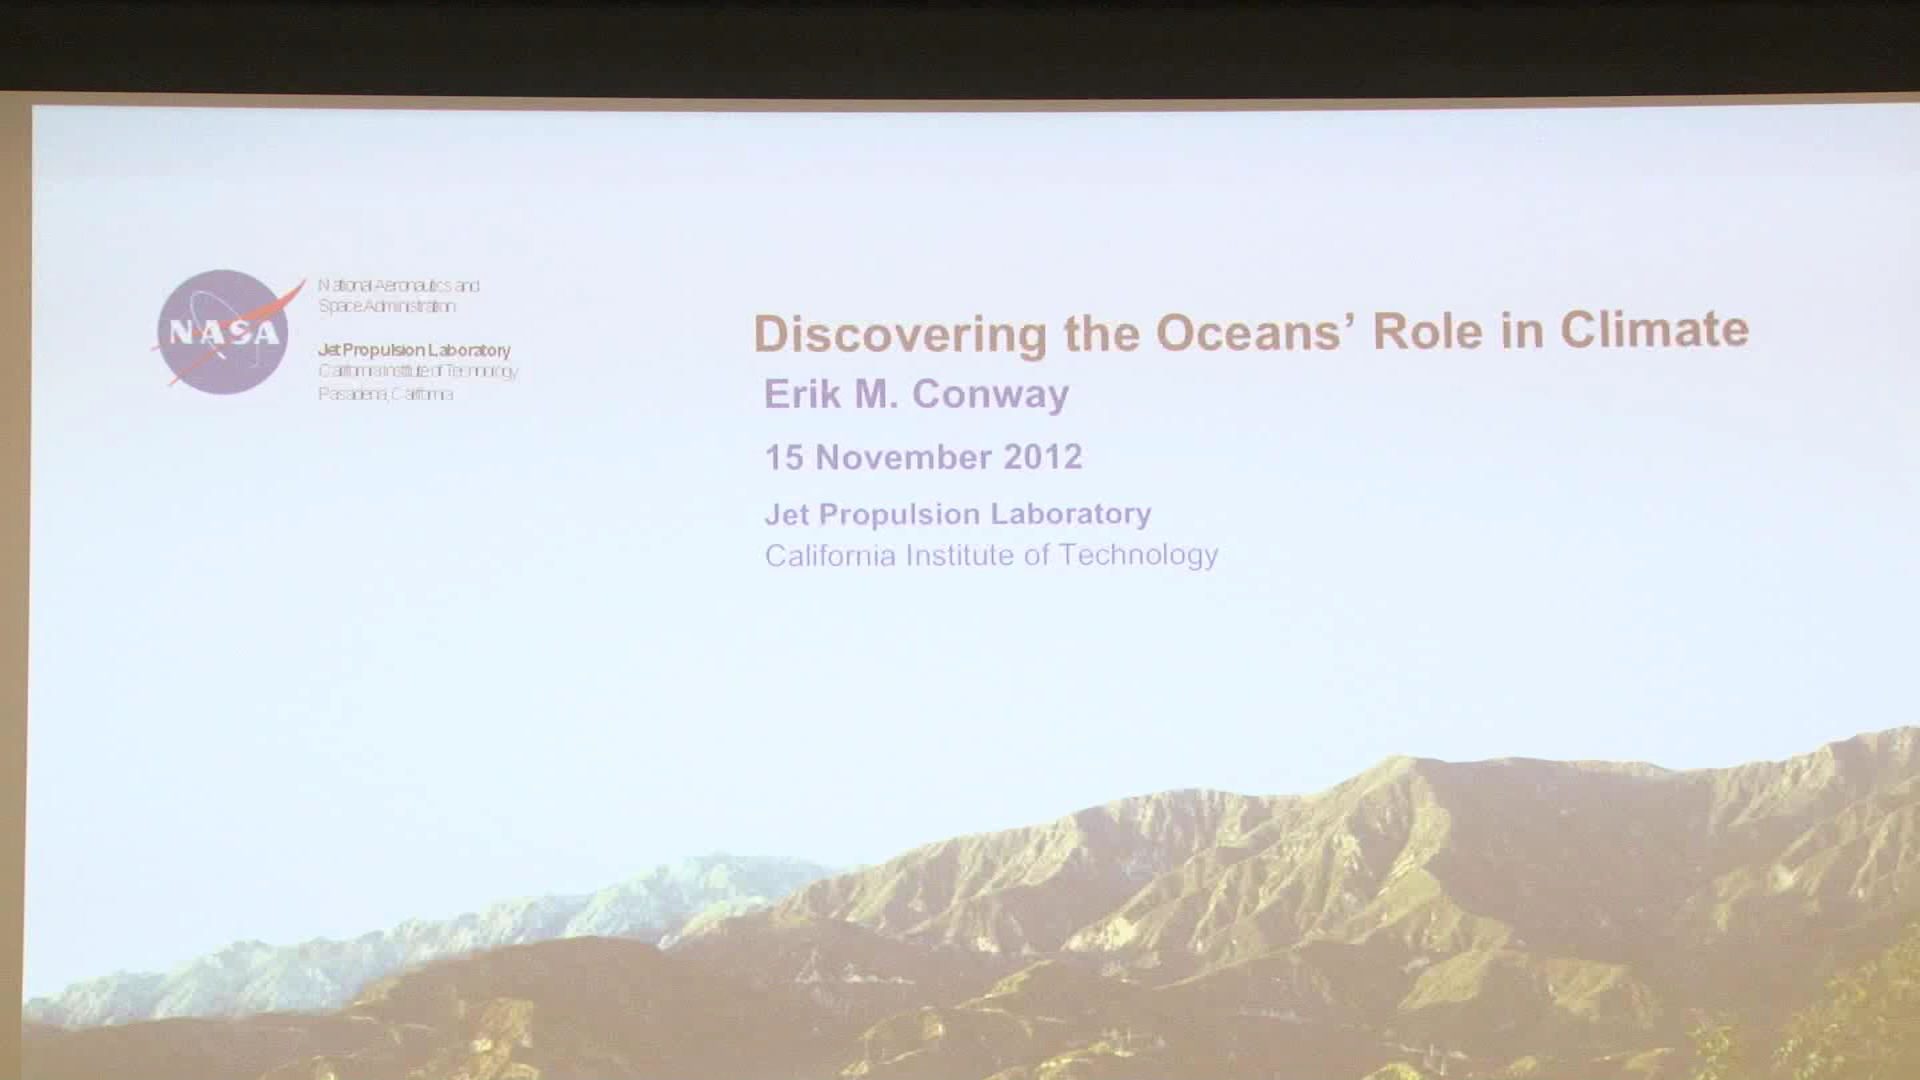 NASA
National Aeronautics and
Space Administration
Jet Propulsion Laboratory
California Institute of Technology
Pasadena, California
Discovering the Oceans’ Role in Climate
Erik M. Conway
15 November 2012
Jet Propulsion Laboratory
California Institute of Technology